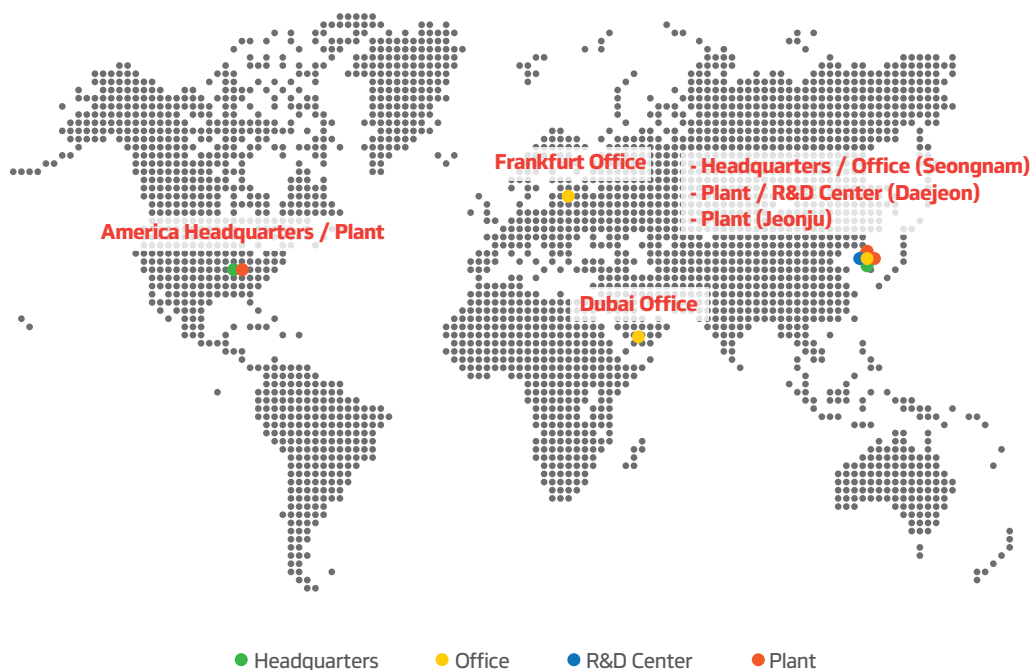 Frankfurt Office
- Headquarters / Office (Seongnam)
- Plant / R&D Center (Daejeon)
- Plant (Jeonju)
America Headquarters / Plant
Dubai Office
Headquarters
Office
R&D Center
Plant